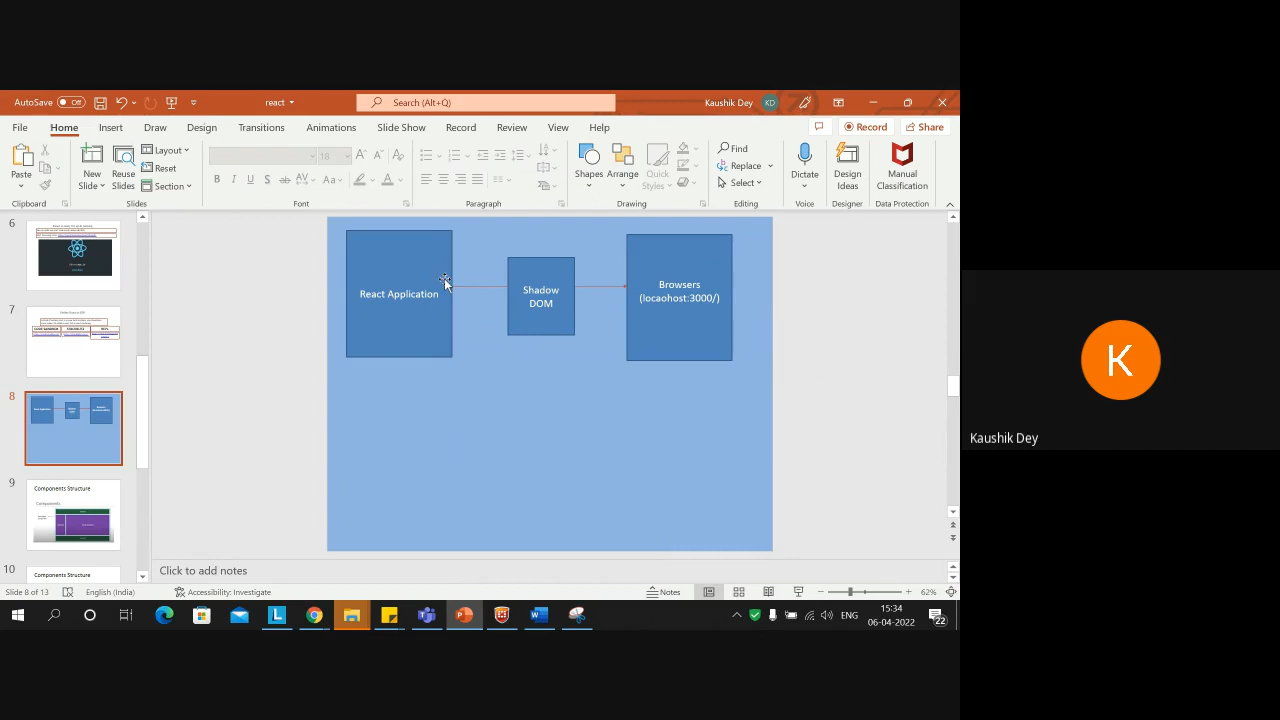 AutoSave Off
react
Search (Alt+Q)
Kaushik Dey KD
File Home Insert Draw Design Transitions Animations Slide Show Record Review View Help
Record Share
Paste
New
Slide
Reuse
Slides
Layout
Reset
Section
18
Shapes
Arrange
Quick
Styles
Find
Replace
Select
Dictate
Design
Ideas
Manual
Classification
Clipboard Slides Font Paragraph Drawing Editing Voice Designer Data Protection
6
7
8
9
Components Structure
Components
10
Components Structure
React Application
Shadow
DOM
Browsers
(locaohost:3000/)
Click to add notes
Slide 8 of 13 English (India) Accessibility: Investigate Notes 62%
ENG
15:34
06-04-2022
22
K
Kaushik Dey